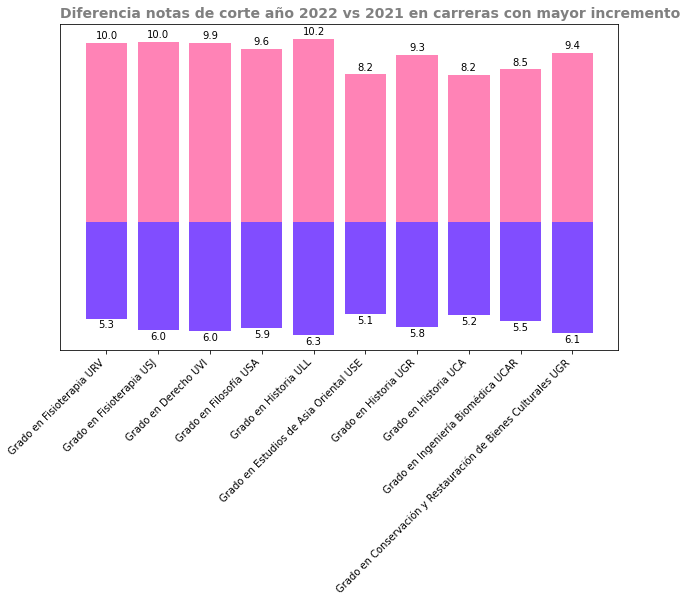 Diferencia notas de corte año 2022 vs 2021 en carreras con mayor incremento
10.0
10.0
9.9
9.6
10.2
8.2
9.3
8.2
8.5
9.4
5.3
6.0
6.0
5.9
6.3
5.1
5.8
5.2
5.5
6.1
Grado en Fisioterapia URV
Grado en Fisioterapia USJ
Grado en Derecho UVI
Grado en Filosofía USA
Grado en Historia ULL
Grado en Estudios de Asia Oriental USE
Grado en Historia UGR
Grado en Historia UCA
Grado en Ingeniería Biomédica UCAR
Grado en Conservación y Restauración de Bienes Culturales UGR